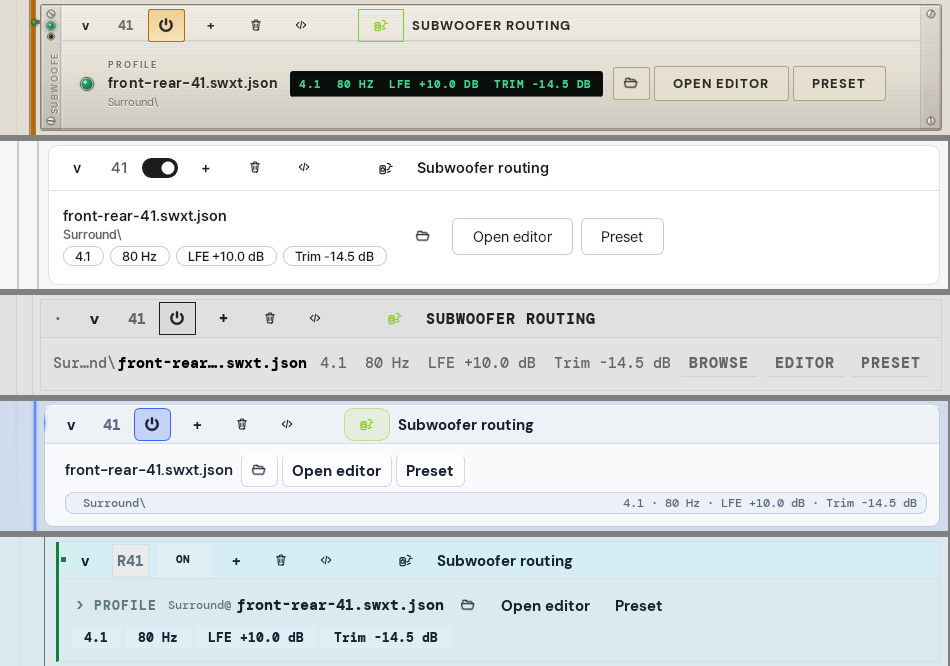 v 41 + </> SUBWOOFER ROUTING
SUBWOOFE
PROFILE
front-rear-41.swxt.json 4.1 80 HZ LFE +10.0 DB TRIM -14.5 DB OPEN EDITOR PRESET
Surround\
v 41 + </> Subwoofer routing
front-rear-41.swxt.json
Surround\
Open editor Preset
4.1 80 Hz LFE +10.0 dB Trim -14.5 dB
· v 41 + </> SUBWOOFER ROUTING
Sur…nd\front-rear….swxt.json 4.1 80 Hz LFE +10.0 dB Trim -14.5 dB BROWSE EDITOR PRESET
v 41 + </> Subwoofer routing
front-rear-41.swxt.json Open editor Preset
Surround\ 4.1 · 80 Hz · LFE +10.0 dB · Trim -14.5 dB
v R41 ON + </> Subwoofer routing
› PROFILE Surround@ front-rear-41.swxt.json Open editor Preset
4.1 80 Hz LFE +10.0 dB Trim -14.5 dB